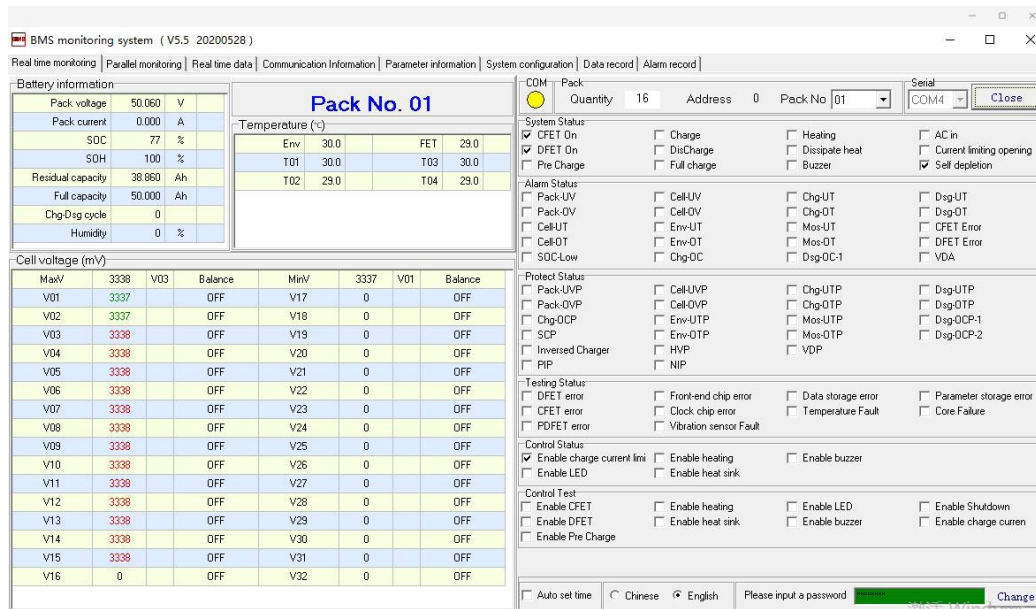 BMS monitoring system ( V5.5 20200528 )
Real time monitoring Parallel monitoring Real time data Communication Information Parameter information System configuration Data record Alarm record
Battery information
Pack voltage 50.060 V
Pack current 0.000 A
SOC 77 %
SOH 100 %
Residual capacity 38.860 Ah
Full capacity 50.000 Ah
Chg-Dsg cycle 0
Humidity 0 %
Pack No. 01
Temperature (℃)
Env 30.0 FET 29.0
T01 30.0 T03 30.0
T02 29.0 T04 29.0
Cell voltage (mV)
MaxV 3338 V03 Balance MinV 3337 V01 Balance
V01 3337 OFF V17 0 OFF
V02 3337 OFF V18 0 OFF
V03 3338 OFF V19 0 OFF
V04 3338 OFF V20 0 OFF
V05 3338 OFF V21 0 OFF
V06 3338 OFF V22 0 OFF
V07 3338 OFF V23 0 OFF
V08 3338 OFF V24 0 OFF
V09 3338 OFF V25 0 OFF
V10 3338 OFF V26 0 OFF
V11 3338 OFF V27 0 OFF
V12 3338 OFF V28 0 OFF
V13 3338 OFF V29 0 OFF
V14 3338 OFF V30 0 OFF
V15 3338 OFF V31 0 OFF
V16 0 OFF V32 0 OFF
COM Pack Serial
Quantity 16 Address 0 Pack No 01 COM4 Close
System Status
CFET On Charge Heating AC in
DFET On DisCharge Dissipate heat Current limiting opening
Pre Charge Full charge Buzzer Self depletion
Alarm Status
Pack-UV Cell-UV Chg-UT Dsg-UT
Pack-OV Cell-OV Chg-OT Dsg-OT
Cell-UT Env-UT Mos-UT CFET Error
Cell-OT Env-OT Mos-OT DFET Error
SOC-Low Chg-OC Dsg-OC-1 VDA
Protect Status
Pack-UVP Cell-UVP Chg-UTP Dsg-UTP
Pack-OVP Cell-OVP Chg-OTP Dsg-OTP
Chg-OCP Env-UTP Mos-UTP Dsg-OCP-1
SCP Env-OTP Mos-OTP Dsg-OCP-2
Inversed Charger HVP VDP
PIP NIP
Testing Status
DFET error Front-end chip error Data storage error Parameter storage error
CFET error Clock chip error Temperature Fault Core Failure
PDFET error Vibration sensor Fault
Control Status
Enable charge current limi Enable heating Enable buzzer
Enable LED Enable heat sink
Control Test
Enable CFET Enable heating Enable LED Enable Shutdown
Enable DFET Enable heat sink Enable buzzer Enable charge curren
Enable Pre Charge
Auto set time Chinese English Please input a password Change